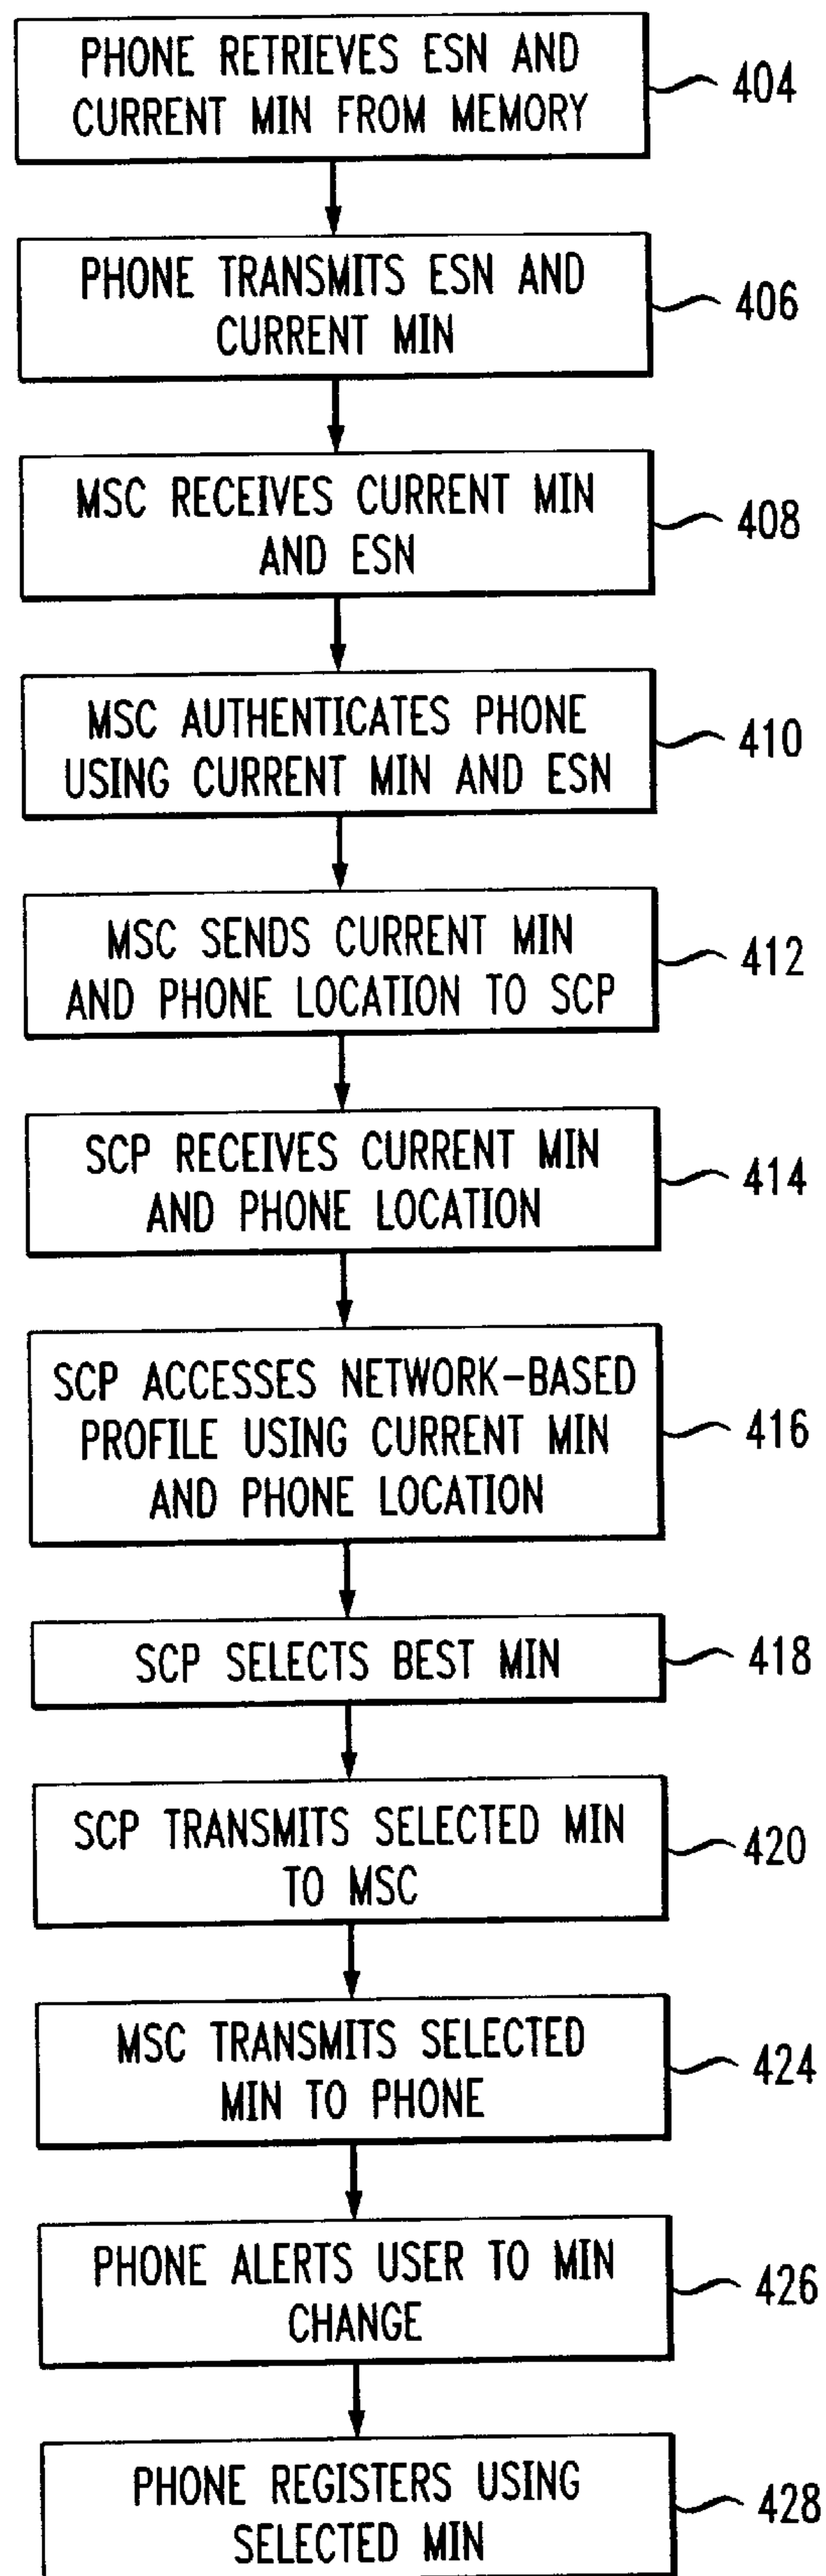 PHONE RETRIEVES ESN AND
CURRENT MIN FROM MEMORY
404
PHONE TRANSMITS ESN AND
CURRENT MIN
406
MSC RECEIVES CURRENT MIN
AND ESN
408
MSC AUTHENTICATES PHONE
USING CURRENT MIN AND ESN
410
MSC SENDS CURRENT MIN
AND PHONE LOCATION TO SCP
412
SCP RECEIVES CURRENT MIN
AND PHONE LOCATION
414
SCP ACCESSES NETWORK-BASED
PROFILE USING CURRENT MIN
AND PHONE LOCATION
416
SCP SELECTS BEST MIN
418
SCP TRANSMITS SELECTED MIN
TO MSC
420
MSC TRANSMITS SELECTED
MIN TO PHONE
424
PHONE ALERTS USER TO MIN
CHANGE
426
PHONE REGISTERS USING
SELECTED MIN
428